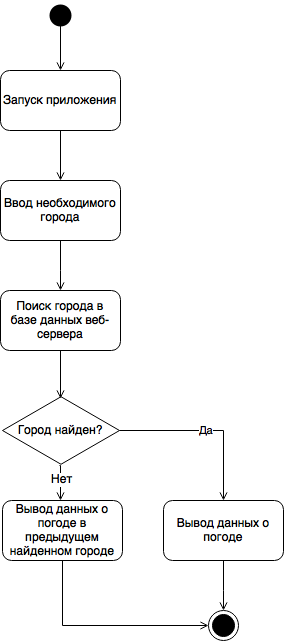 Запуск приложения
Ввод необходимого
города
Поиск города в
базе данных веб-
сервера
Город найден?
Да
Нет
Вывод данных о
погоде в
предыдущем
найденном городе
Вывод данных о
погоде